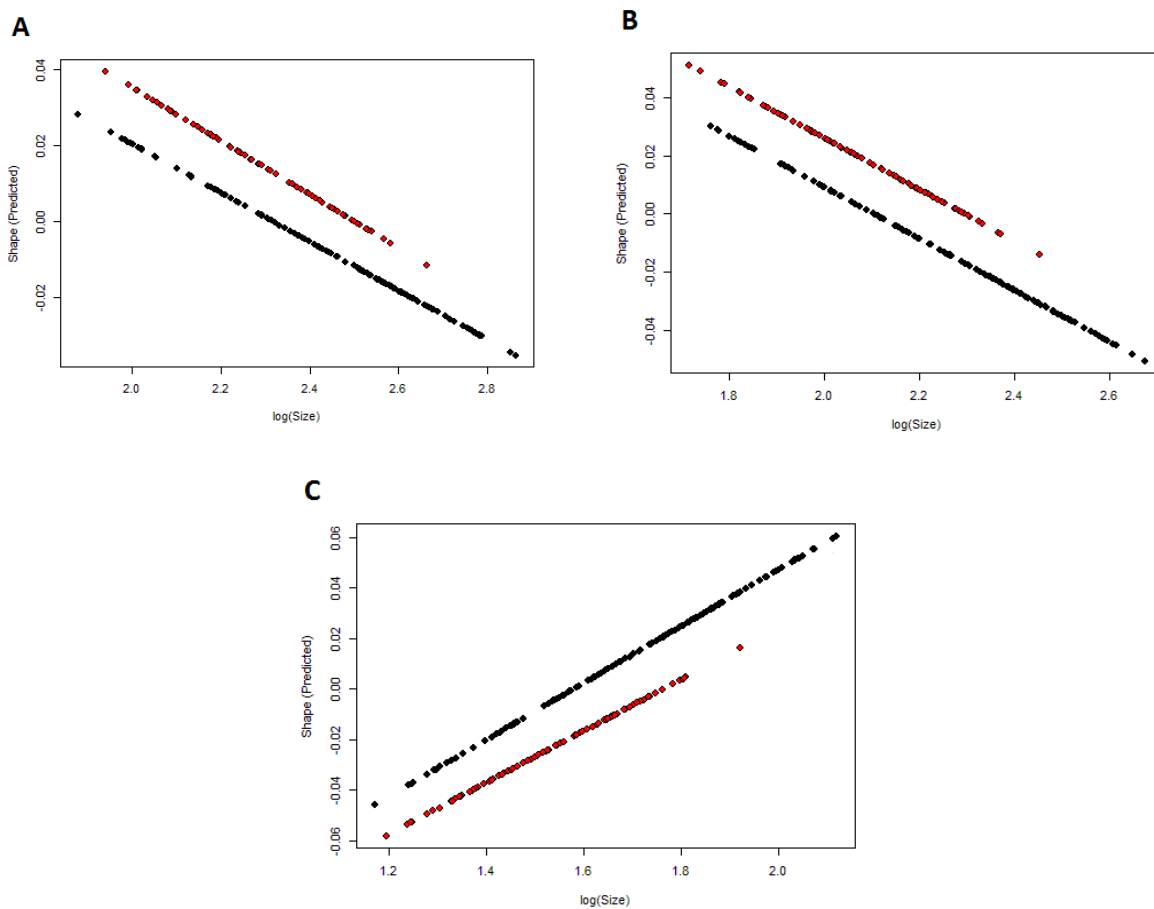 A
Shape (Predicted)
0.04
0.02
0.00
-0.02
2.0 2.2 2.4 2.6 2.8
log(Size)
B
Shape (Predicted)
0.04
0.02
0.00
-0.02
-0.04
1.8 2.0 2.2 2.4 2.6
log(Size)
C
Shape (Predicted)
0.06
0.04
0.02
0.00
-0.02
-0.04
-0.06
1.2 1.4 1.6 1.8 2.0
log(Size)